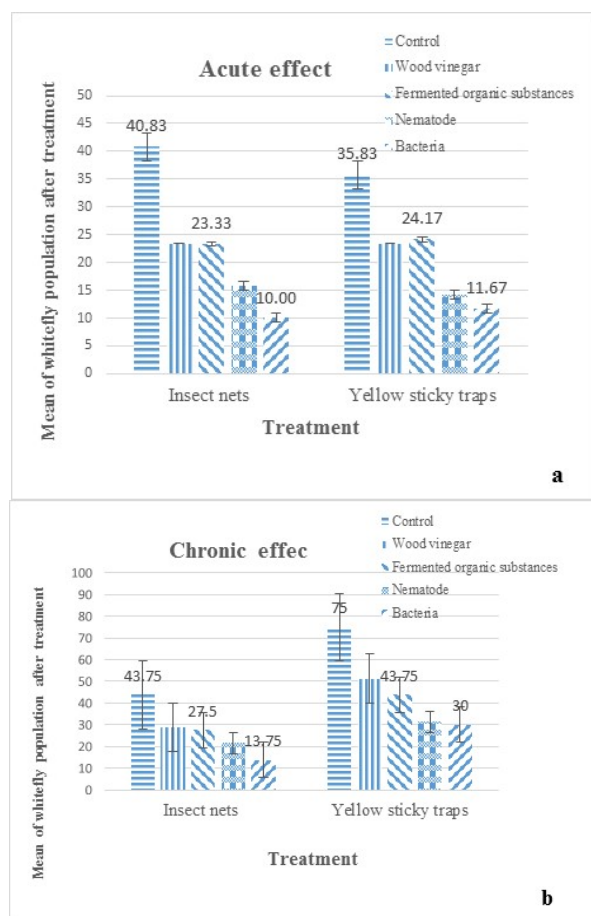 Acute effect
Control
Wood vinegar
Fermented organic substances
Nematode
Bacteria
Mean of whitefly population after treatment
50
45
40
35
30
25
20
15
10
5
0
40.83
23.33
10.00
35.83
24.17
11.67
Insect nets
Yellow sticky traps
Treatment
a
Chronic effec
Control
Wood vinegar
Fermented organic substances
Nematode
Bacteria
Mean of whitefly population after treatment
100
90
80
70
60
50
40
30
20
10
0
43.75
27.5
13.75
75
43.75
30
Insect nets
Yellow sticky traps
Treatment
b